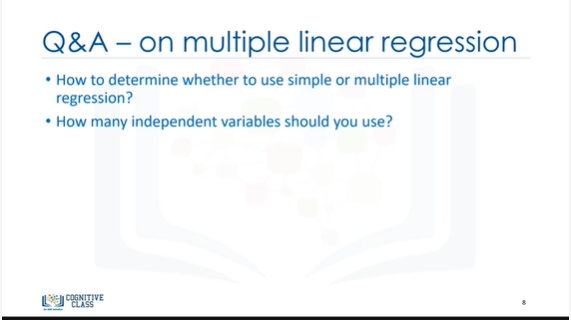 Q&A – on multiple linear regression
• How to determine whether to use simple or multiple linear
regression?
• How many independent variables should you use?
COGNITIVE
CLASS
8